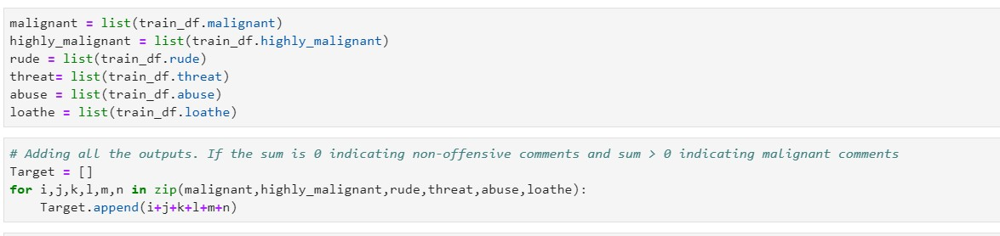 malignant = list(train_df.malignant)
highly_malignant = list(train_df.highly_malignant)
rude = list(train_df.rude)
threat= list(train_df.threat)
abuse = list(train_df.abuse)
loathe = list(train_df.loathe)
# Adding all the outputs. If the sum is 0 indicating non-offensive comments and sum > 0 indicating malignant comments
Target = []
for i,j,k,l,m,n in zip(malignant,highly_malignant,rude,threat,abuse,loathe):
    Target.append(i+j+k+l+m+n)